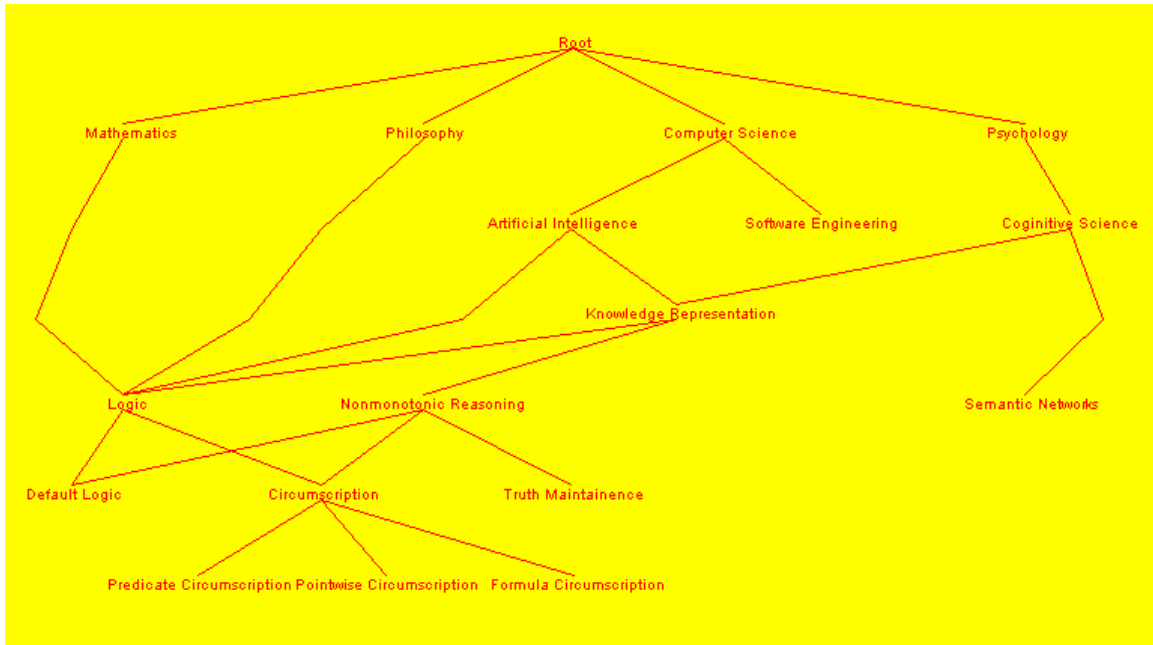 Root
Mathematics
Philosophy
Computer Science
Psychology
Artificial Intelligence
Software Engineering
Coginitive Science
Knowledge Representation
Logic
Nonmonotonic Reasoning
Semantic Networks
Default Logic
Circumscription
Truth Maintainence
Predicate Circumscription
Pointwise Circumscription
Formula Circumscription